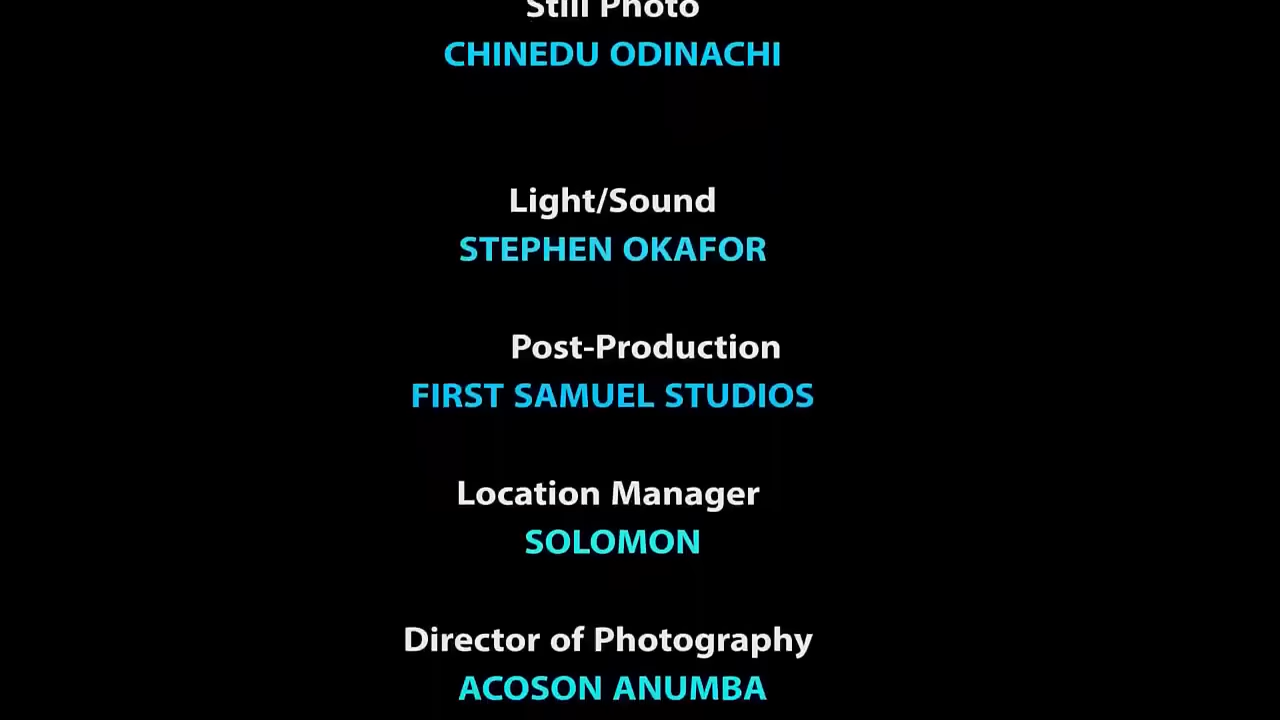 Still Photo
CHINEDU ODINACHI
Light/Sound
STEPHEN OKAFOR
Post-Production
FIRST SAMUEL STUDIOS
Location Manager
SOLOMON
Director of Photography
ACOSON ANUMBA